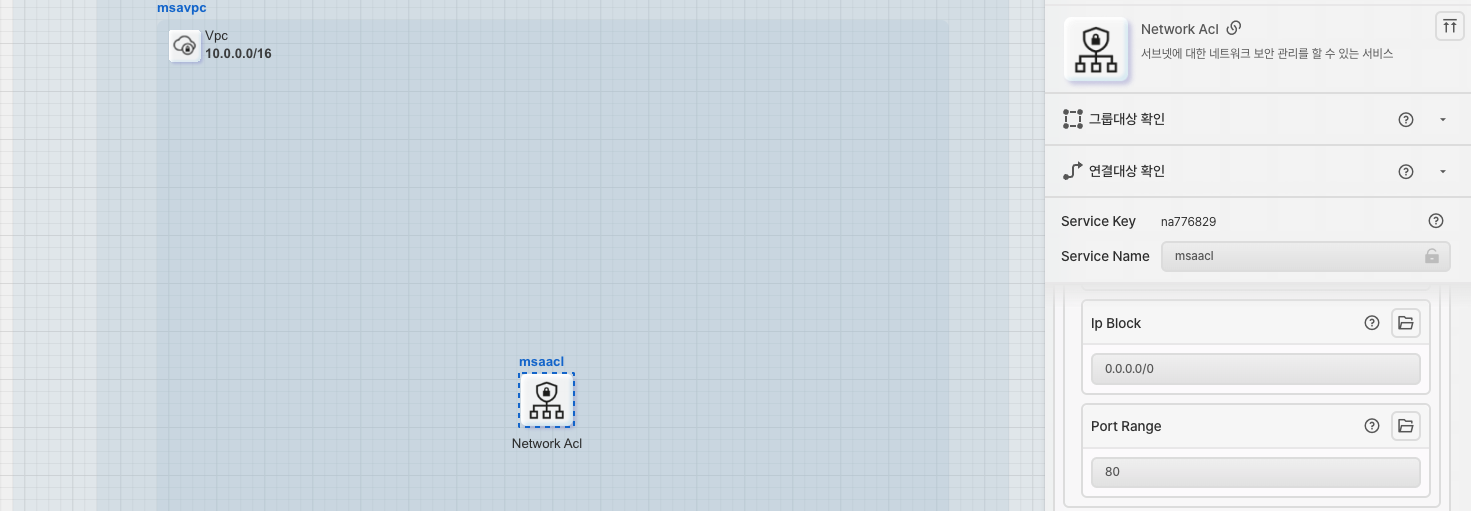 msavpc
Vpc
10.0.0.0/16
msaacl
Network Acl
Network Acl
서브넷에 대한 네트워크 보안 관리를 할 수 있는 서비스
그룹대상 확인
연결대상 확인
Service Key na776829
Service Name msaacl
Ip Block
0.0.0.0/0
Port Range
80